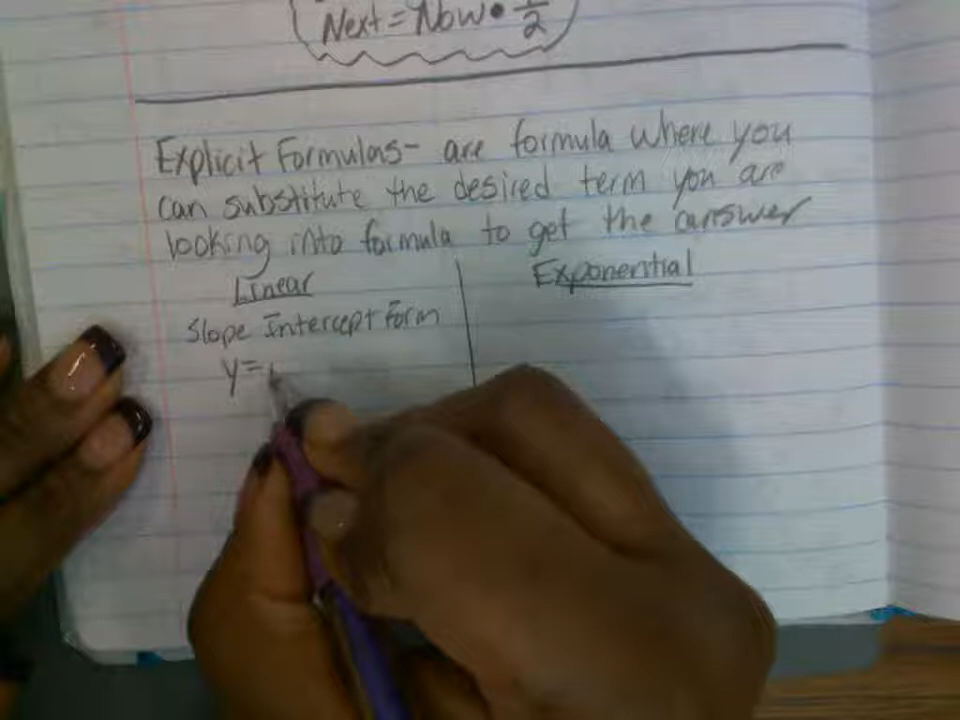 Next = Now • 1/2
Explicit Formulas- are formula where you
can substitute the desired term you are
looking into formula to get the answer
Linear
Slope Intercept Form
y=
Exponential